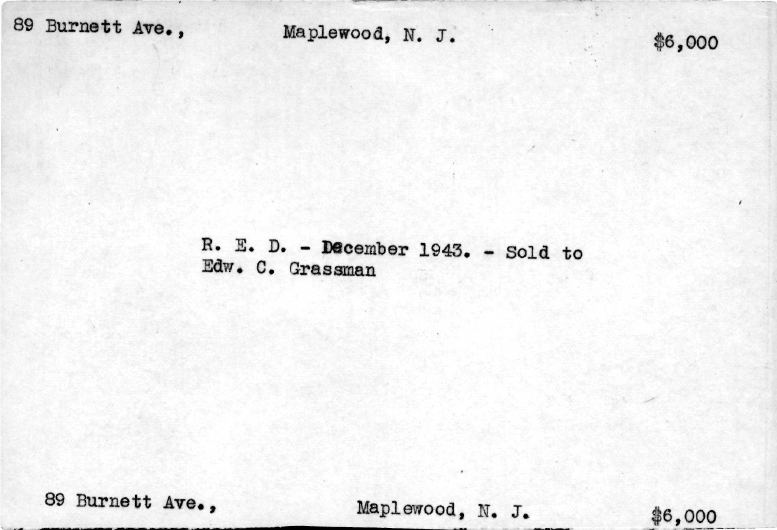 89 Burnett Ave., Maplewood, N. J. $6,000
R. E. D. - December 1943. - Sold to
Edw. C. Grassman
89 Burnett Ave., Maplewood, N. J. $6,000